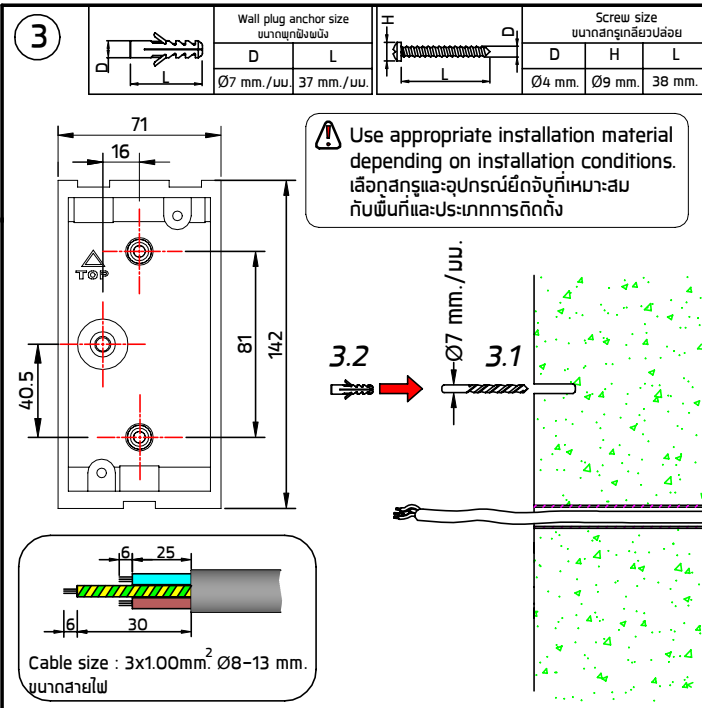 3
Wall plug anchor size
ขนาดพุกฝังผนัง
D L
Ø7 mm./มม. 37 mm./มม.
D
L
Screw size
ขนาดสกรูเกลียวปล่อย
D H L
Ø4 mm. Ø9 mm. 38 mm.
H
D
L
71
16
TOP
81
142
40.5
Use appropriate installation material
depending on installation conditions.
เลือกสกรูและอุปกรณ์ยึดจับที่เหมาะสม
กับพื้นที่และประเภทการติดตั้ง
Ø7 mm./มม.
3.2
3.1
6 25
6 30
Cable size : 3x1.00mm.² Ø8-13 mm.
ขนาดสายไฟ